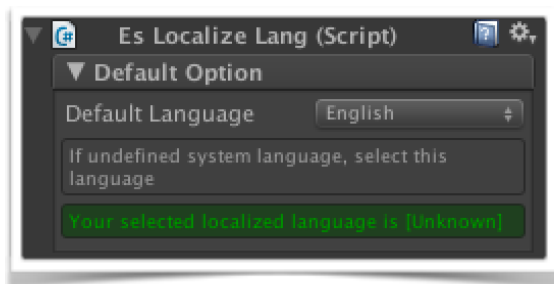 Es Localize Lang (Script)
Default Option
Default Language English
If undefined system language, select this
language
Your selected localized language is [Unknown]